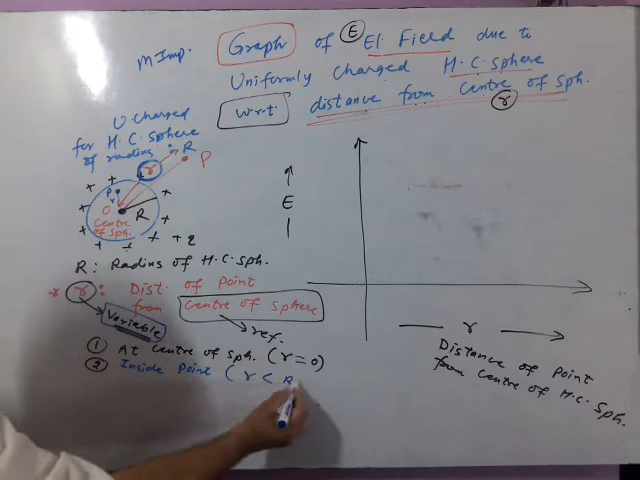 M.Imp. Graph of (E) El. Field due to
Uniformly Charged H.C. Sphere
w.r.t. distance from Centre of Sph.
(r)
U Charged
for H.C. Sphere
of radius : R
r
P
+ + + + + + + + + + q
P
r
O
R
Centre of
Sph.
R : Radius of H.C. Sph.
* r : Dist. of Point
from Centre of Sphere
Variable
ref.
① At Centre of Sph. (r = 0)
② Inside Point (r < R
E
r
Distance of Point
from Centre of H.C. Sph.